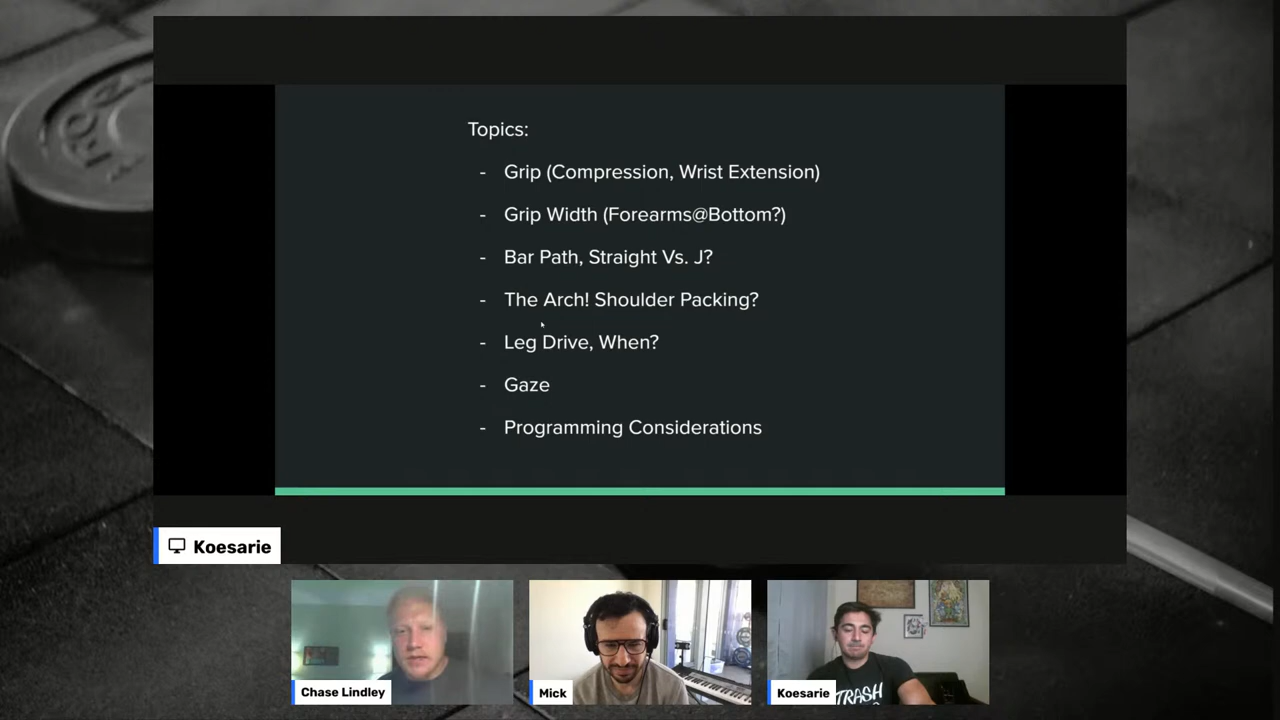 Topics:
- Grip (Compression, Wrist Extension)
- Grip Width (Forearms@Bottom?)
- Bar Path, Straight Vs. J?
- The Arch! Shoulder Packing?
- Leg Drive, When?
- Gaze
- Programming Considerations
Koesarie
Chase Lindley
Mick
Koesarie
TRASH